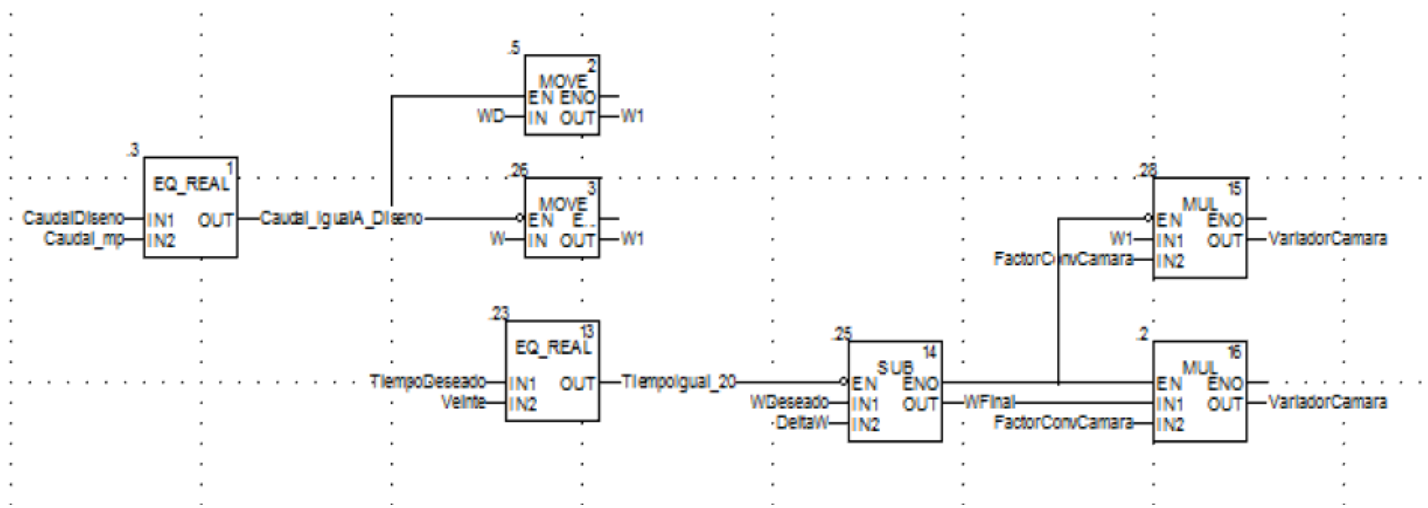 .5
2
MOVE
EN ENO
WD IN OUT W1
.3
1
EQ_REAL
CaudalDiseno IN1 OUT Caudal_IgualA_Diseno
Caudal_mp IN2
.26
3
MOVE
EN E...
W IN OUT W1
.28
15
MUL
EN ENO
W1 IN1 OUT VariadorCamara
FactorConvCamara IN2
.23
13
EQ_REAL
TiempoDeseado IN1 OUT TiempoIgual_20
Veinte IN2
.25
14
SUB
EN ENO
WDeseado IN1 OUT WFinal
DeltaW IN2
.2
16
MUL
EN ENO
IN1 OUT VariadorCamara
FactorConvCamara IN2